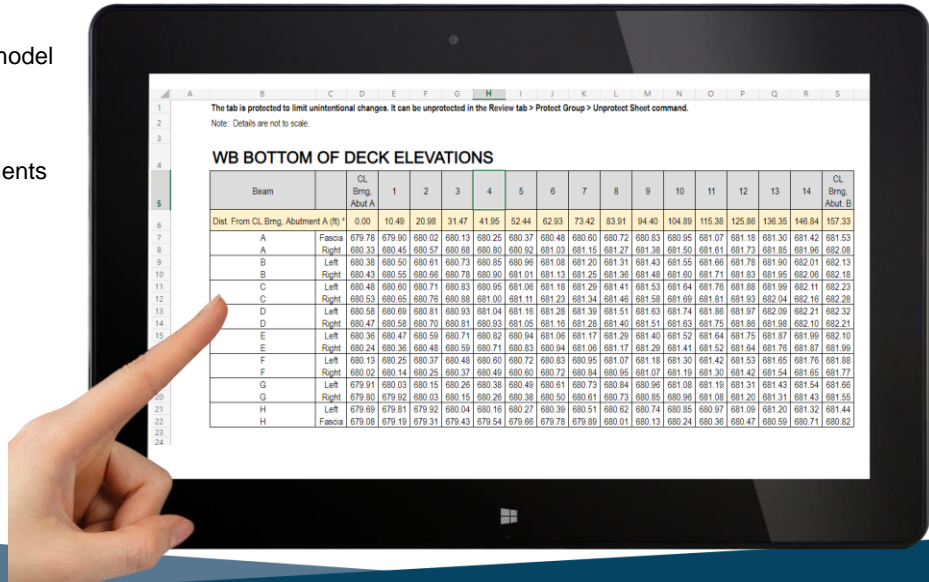 model
ents
A B C D E F G H I J K L M N O P Q R S
1 The tab is protected to limit unintentional changes. It can be unprotected in the Review tab > Protect Group > Unprotect Sheet command.
2 Note: Details are not to scale.
3
4 WB BOTTOM OF DECK ELEVATIONS
5 Beam CL Brng, Abut A 1 2 3 4 5 6 7 8 9 10 11 12 13 14 CL Brng, Abut. B
6 Dist. From CL Brng, Abutment A (ft) * 0.00 10.49 20.98 31.47 41.95 52.44 62.93 73.42 83.91 94.40 104.89 115.38 125.86 136.35 146.84 157.33
7 A Fascia 679.78 679.90 680.02 680.13 680.25 680.37 680.48 680.60 680.72 680.83 680.95 681.07 681.18 681.30 681.42 681.53
8 A Right 680.33 680.45 680.57 680.68 680.80 680.92 681.03 681.15 681.27 681.38 681.50 681.61 681.73 681.85 681.96 682.08
9 B Left 680.38 680.50 680.61 680.73 680.85 680.96 681.08 681.20 681.31 681.43 681.55 681.66 681.78 681.90 682.01 682.13
10 B Right 680.43 680.55 680.66 680.78 680.90 681.01 681.13 681.25 681.36 681.48 681.60 681.71 681.83 681.95 682.06 682.18
11 C Left 680.48 680.60 680.71 680.83 680.95 681.06 681.18 681.29 681.41 681.53 681.64 681.76 681.88 681.99 682.11 682.23
12 C Right 680.53 680.65 680.76 680.88 681.00 681.11 681.23 681.34 681.46 681.58 681.69 681.81 681.93 682.04 682.16 682.28
13 D Left 680.58 680.69 680.81 680.93 681.04 681.16 681.28 681.39 681.51 681.63 681.74 681.86 681.97 682.09 682.21 682.32
14 D Right 680.47 680.58 680.70 680.81 680.93 681.05 681.16 681.28 681.40 681.51 681.63 681.75 681.86 681.98 682.10 682.21
15 E Left 680.36 680.47 680.59 680.71 680.82 680.94 681.06 681.17 681.29 681.40 681.52 681.64 681.75 681.87 681.99 682.10
E Right 680.24 680.36 680.48 680.59 680.71 680.83 680.94 681.06 681.17 681.29 681.41 681.52 681.64 681.76 681.87 681.99
F Left 680.13 680.25 680.37 680.48 680.60 680.72 680.83 680.95 681.07 681.18 681.30 681.42 681.53 681.65 681.76 681.88
F Right 680.02 680.14 680.25 680.37 680.49 680.60 680.72 680.84 680.95 681.07 681.19 681.30 681.42 681.54 681.65 681.77
G Left 679.91 680.03 680.15 680.26 680.38 680.49 680.61 680.73 680.84 680.96 681.08 681.19 681.31 681.43 681.54 681.66
20 G Right 679.80 679.92 680.03 680.15 680.26 680.38 680.50 680.61 680.73 680.85 680.96 681.08 681.20 681.31 681.43 681.55
21 H Left 679.69 679.81 679.92 680.04 680.16 680.27 680.39 680.51 680.62 680.74 680.85 680.97 681.09 681.20 681.32 681.44
22 H Fascia 679.08 679.19 679.31 679.43 679.54 679.66 679.78 679.89 680.01 680.13 680.24 680.36 680.47 680.59 680.71 680.82
23
24